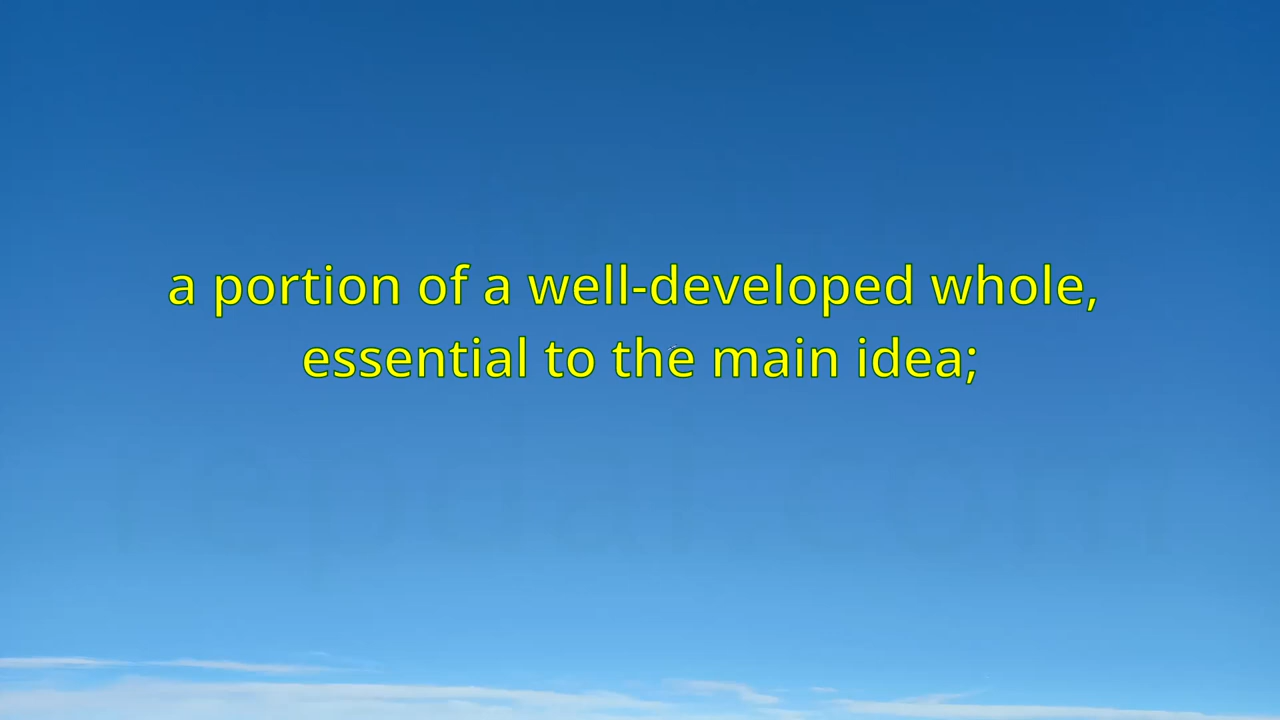 a portion of a well-developed whole,
essential to the main idea;